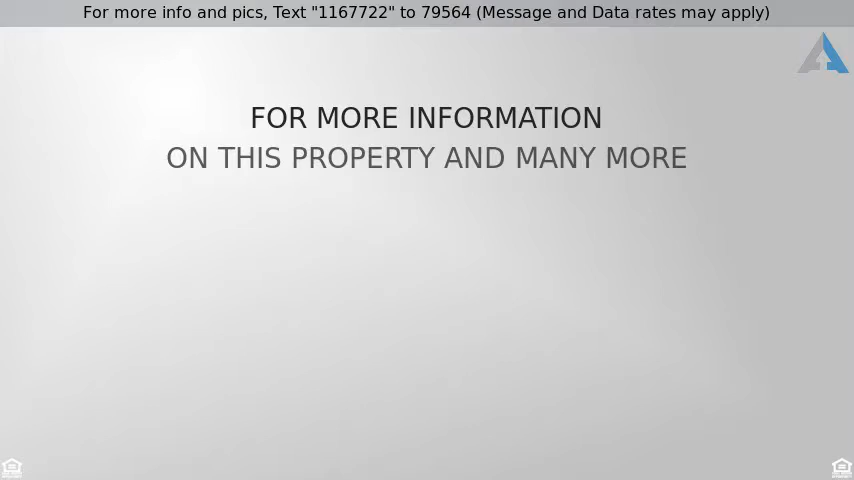 For more info and pics, Text "1167722" to 79564 (Message and Data rates may apply)
FOR MORE INFORMATION
ON THIS PROPERTY AND MANY MORE